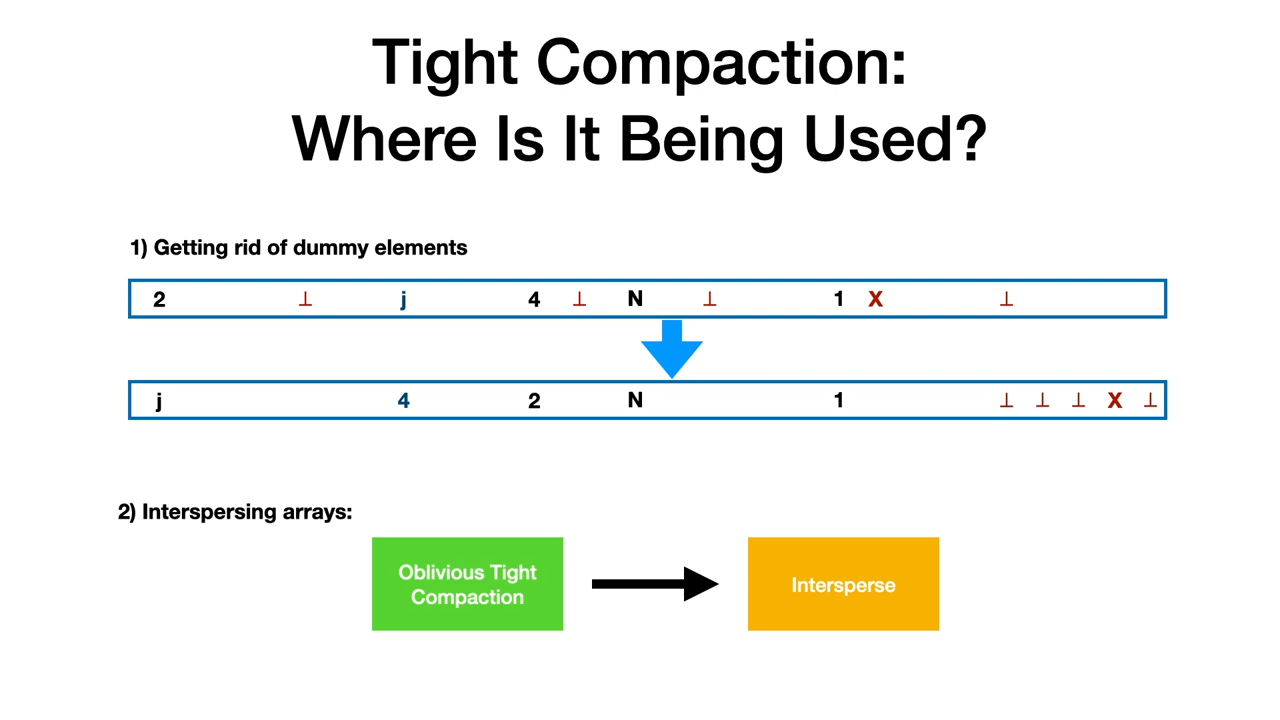 Tight Compaction:
Where Is It Being Used?
1) Getting rid of dummy elements
2 ⊥ j 4 ⊥ N ⊥ 1 X ⊥
j 4 2 N 1 ⊥ ⊥ ⊥ X ⊥
2) Interspersing arrays:
Oblivious Tight
Compaction
Intersperse